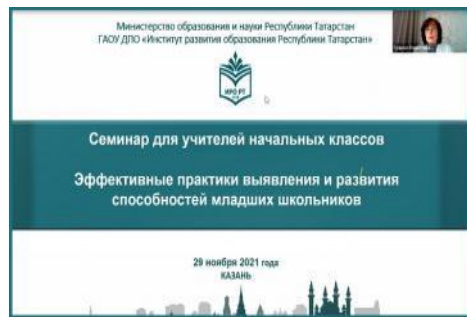 Министерство образования и науки Республики Татарстан
ГАОУ ДПО «Институт развития образования Республики Татарстан»
ИРО РТ
Семинар для учителей начальных классов
Эффективные практики выявления и развития
способностей младших школьников
29 ноября 2021 года
КАЗАНЬ